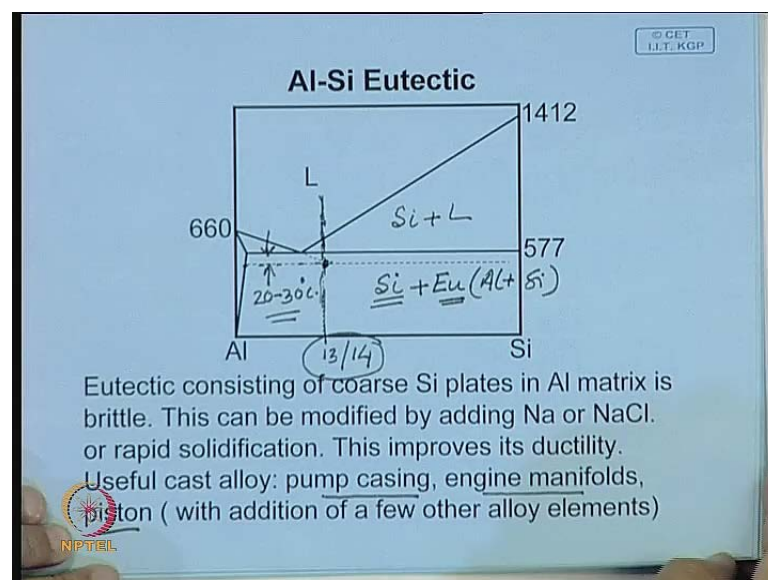 © CET
I.I.T. KGP
Al-Si Eutectic
1412
L
660
Si + L
577
20-30°C.
Si + Eu (Al + Si)
Al
13/14
Si
Eutectic consisting of coarse Si plates in Al matrix is
brittle. This can be modified by adding Na or NaCl.
or rapid solidification. This improves its ductility.
Useful cast alloy: pump casing, engine manifolds,
piston ( with addition of a few other alloy elements)
NPTEL